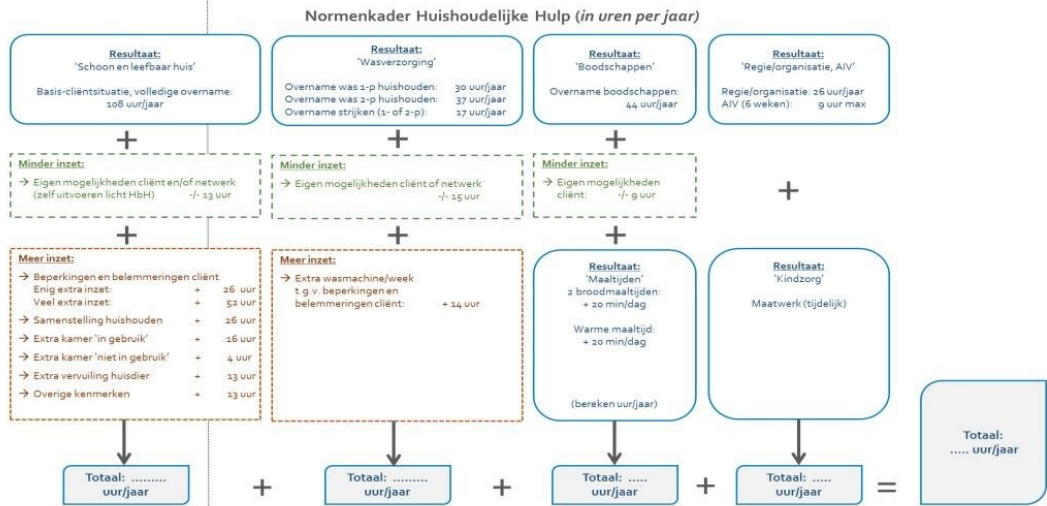 Normenkader Huishoudelijke Hulp (in uren per jaar)
Resultaat:
'Schoon en leefbaar huis'
Basis-cliëntsituatie, volledige overname:
108 uur/jaar
Resultaat:
'Wasverzorging'
Overname was 1-p huishouden: 30 uur/jaar
Overname was 2-p huishouden: 37 uur/jaar
Overname strijken (1- of 2-p): 17 uur/jaar
Resultaat:
'Boodschappen'
Overname boodschappen:
44 uur/jaar
Resultaat:
'Regie/organisatie, AIV'
Regie/organisatie: 26 uur/jaar
AIV (6 weken): 9 uur max
+ + +
Minder inzet:
→ Eigen mogelijkheden cliënt en/of netwerk
(zelf uitvoeren licht HbH) -/- 13 uur
Minder inzet:
→ Eigen mogelijkheden cliënt of netwerk
-/- 15 uur
Minder inzet:
→ Eigen mogelijkheden
cliënt: -/- 9 uur
+
+ + +
Meer inzet:
→ Beperkingen en belemmeringen cliënt
Enig extra inzet: + 26 uur
Veel extra inzet: + 52 uur
→ Samenstelling huishouden + 26 uur
→ Extra kamer 'in gebruik' + 16 uur
→ Extra kamer 'niet in gebruik' + 4 uur
→ Extra vervuiling huisdier + 13 uur
→ Overige kenmerken + 13 uur
Meer inzet:
→ Extra wasmachine/week
t.g.v. beperkingen en
belemmeringen cliënt: + 14 uur
Resultaat:
'Maaltijden'
2 broodmaaltijden:
+ 20 min/dag
Warme maaltijd:
+ 20 min/dag
(bereken uur/jaar)
Resultaat:
'Kindzorg'
Maatwerk (tijdelijk)
Totaal: .........
uur/jaar
+
Totaal: .........
uur/jaar
+
Totaal: .....
uur/jaar
+
Totaal: .....
uur/jaar
=
Totaal:
..... uur/jaar